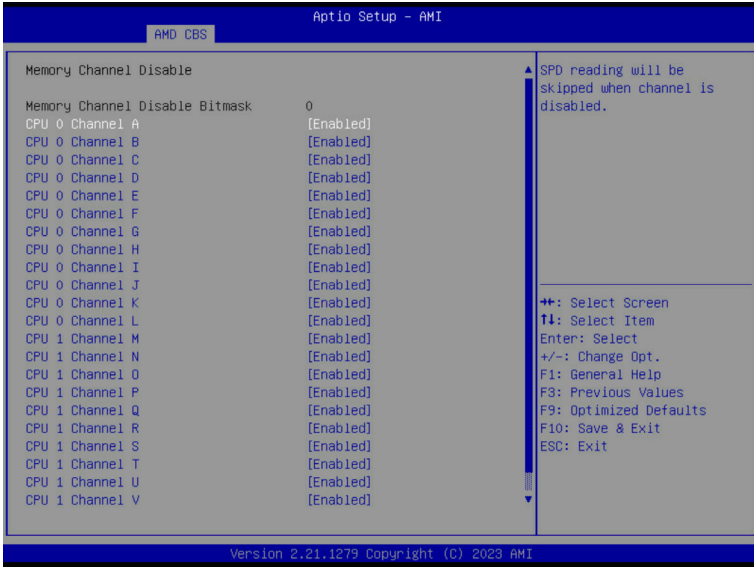 Aptio Setup – AMI
AMD CBS
Memory Channel Disable
Memory Channel Disable Bitmask 0
CPU 0 Channel A [Enabled]
CPU 0 Channel B [Enabled]
CPU 0 Channel C [Enabled]
CPU 0 Channel D [Enabled]
CPU 0 Channel E [Enabled]
CPU 0 Channel F [Enabled]
CPU 0 Channel G [Enabled]
CPU 0 Channel H [Enabled]
CPU 0 Channel I [Enabled]
CPU 0 Channel J [Enabled]
CPU 0 Channel K [Enabled]
CPU 0 Channel L [Enabled]
CPU 1 Channel M [Enabled]
CPU 1 Channel N [Enabled]
CPU 1 Channel O [Enabled]
CPU 1 Channel P [Enabled]
CPU 1 Channel Q [Enabled]
CPU 1 Channel R [Enabled]
CPU 1 Channel S [Enabled]
CPU 1 Channel T [Enabled]
CPU 1 Channel U [Enabled]
CPU 1 Channel V [Enabled]
SPD reading will be
skipped when channel is
disabled.
→←: Select Screen
↑↓: Select Item
Enter: Select
+/-: Change Opt.
F1: General Help
F3: Previous Values
F9: Optimized Defaults
F10: Save & Exit
ESC: Exit
Version 2.21.1279 Copyright (C) 2023 AMI